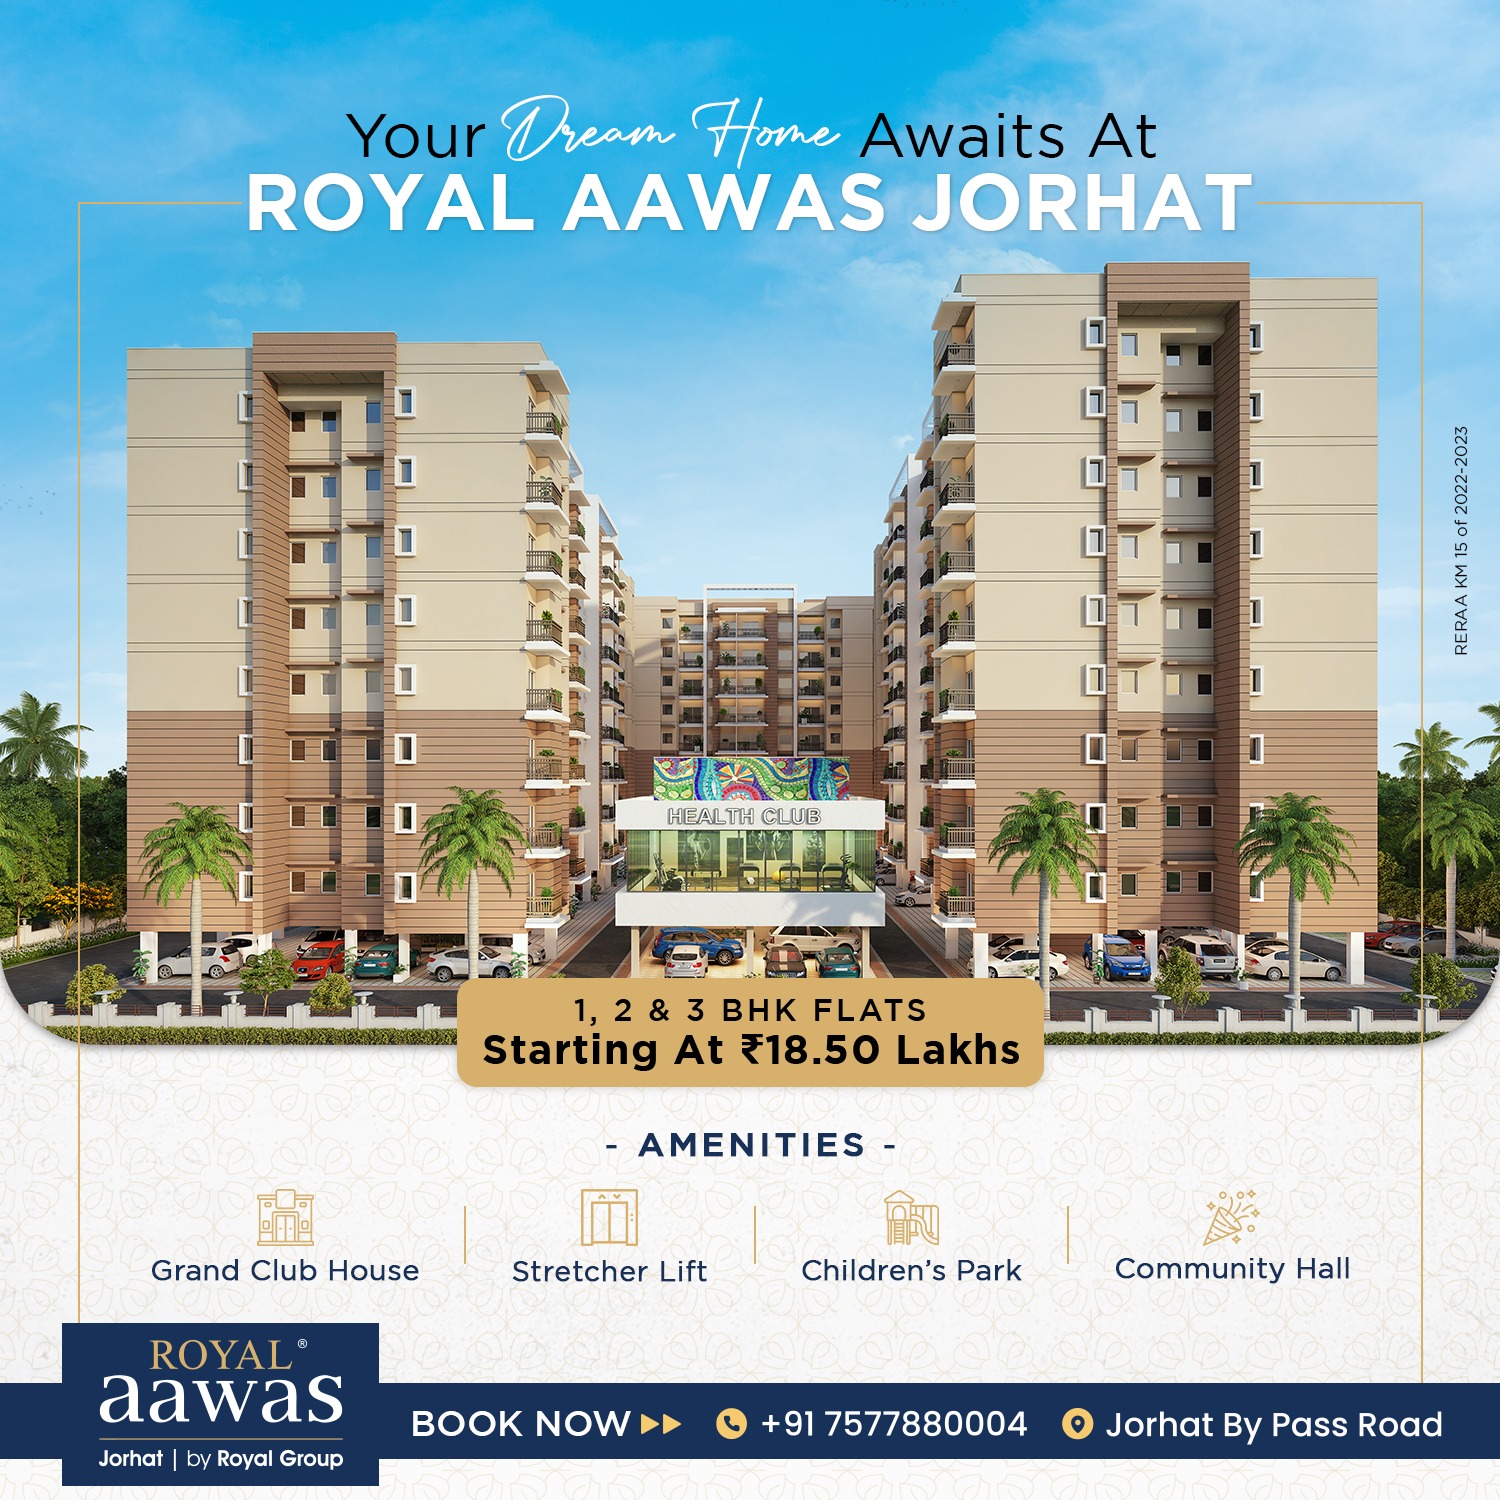 Your Dream Home Awaits At
ROYAL AAWAS JORHAT
RERAA KM 15 of 2022-2023
HEALTH CLUB
1, 2 & 3 BHK FLATS
Starting At ₹18.50 Lakhs
- AMENITIES -
Grand Club House
Stretcher Lift
Children's Park
Community Hall
ROYAL®
aawas
Jorhat | by Royal Group
BOOK NOW
+91 7577880004
Jorhat By Pass Road